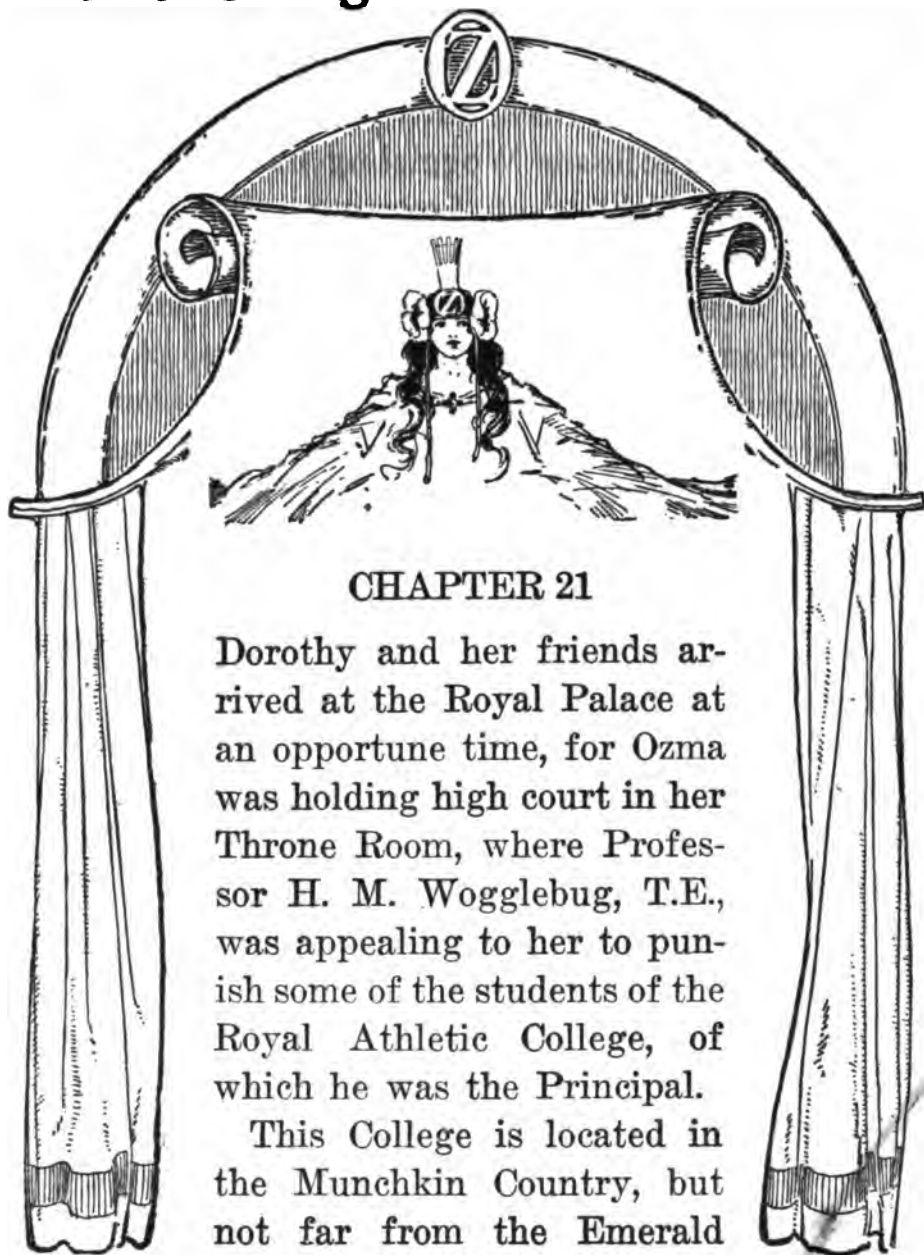 OZ
OZ
CHAPTER 21
Dorothy and her friends ar-
rived at the Royal Palace at
an opportune time, for Ozma
was holding high court in her
Throne Room, where Profes-
sor H. M. Wogglebug, T.E.,
was appealing to her to pun-
ish some of the students of the
Royal Athletic College, of
which he was the Principal.
This College is located in
the Munchkin Country, but
not far from the Emerald